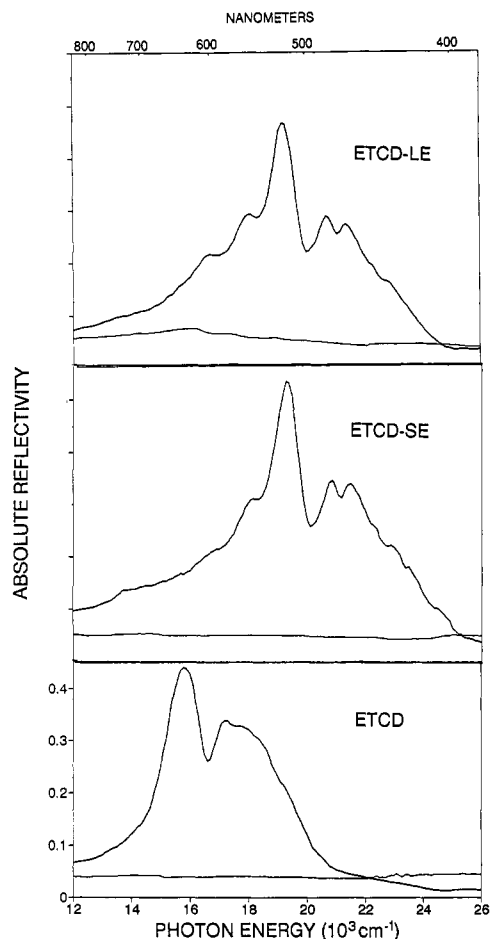 NANOMETERS
800 700 600 500 400
ETCD-LE
ETCD-SE
ABSOLUTE REFLECTIVITY
ETCD
0.4
0.3
0.2
0.1
0
12 14 16 18 20 22 24 26
PHOTON ENERGY (10³cm⁻¹)